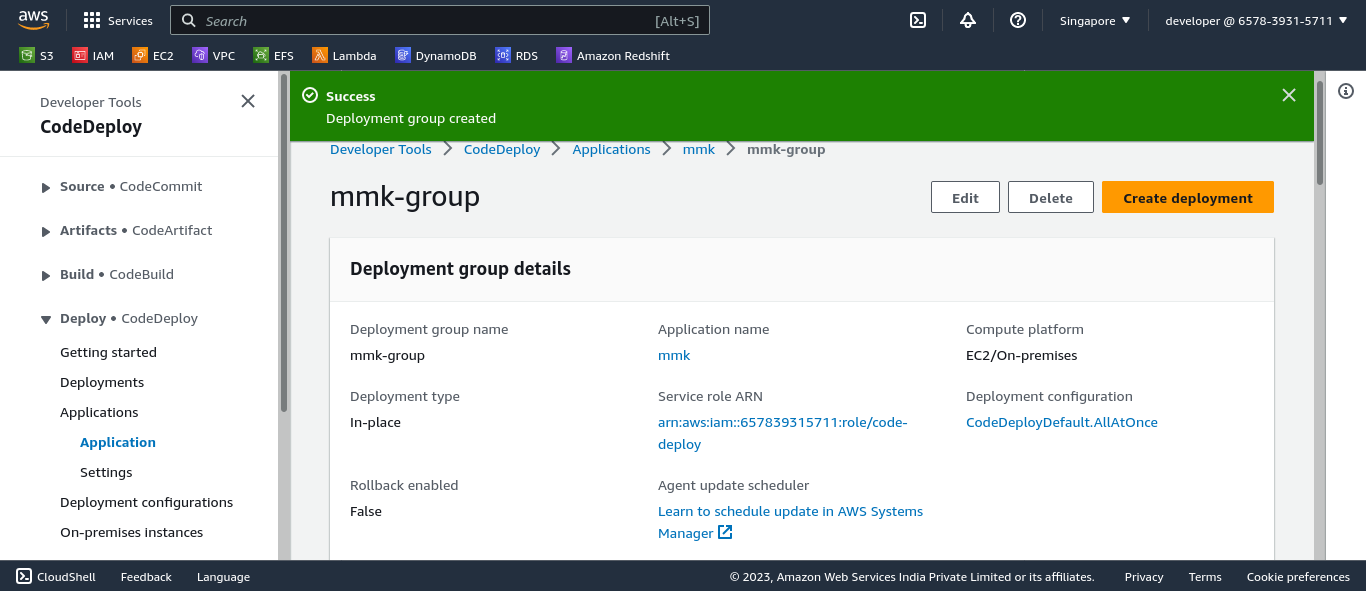 aws
Services
Search [Alt+S]
Singapore
developer @ 6578-3931-5711
S3
IAM
EC2
VPC
EFS
Lambda
DynamoDB
RDS
Amazon Redshift
Developer Tools
CodeDeploy
Source • CodeCommit
Artifacts • CodeArtifact
Build • CodeBuild
Deploy • CodeDeploy
Getting started
Deployments
Applications
Application
Settings
Deployment configurations
On-premises instances
Success
Deployment group created
Developer Tools > CodeDeploy > Applications > mmk > mmk-group
mmk-group
Edit
Delete
Create deployment
Deployment group details
Deployment group name
mmk-group
Application name
mmk
Compute platform
EC2/On-premises
Deployment type
In-place
Service role ARN
arn:aws:iam::657839315711:role/code-
deploy
Deployment configuration
CodeDeployDefault.AllAtOnce
Rollback enabled
False
Agent update scheduler
Learn to schedule update in AWS Systems
Manager
CloudShell
Feedback
Language
© 2023, Amazon Web Services India Private Limited or its affiliates.
Privacy
Terms
Cookie preferences